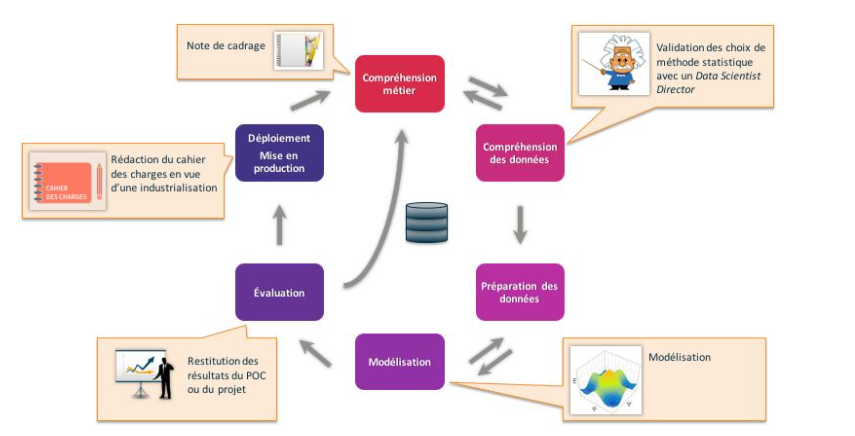 Note de cadrage
Compréhension
métier
Validation des choix de
méthode statistique
avec un Data Scientist
Director
Déploiement
Mise en
production
Compréhension
des données
Rédaction du cahier
des charges en vue
d'une industrialisation
CAHIER
DES CHARGES
Évaluation
Préparation des
données
Restitution des
résultats du POC
ou du projet
Modélisation
Modélisation
E
φ
ψ